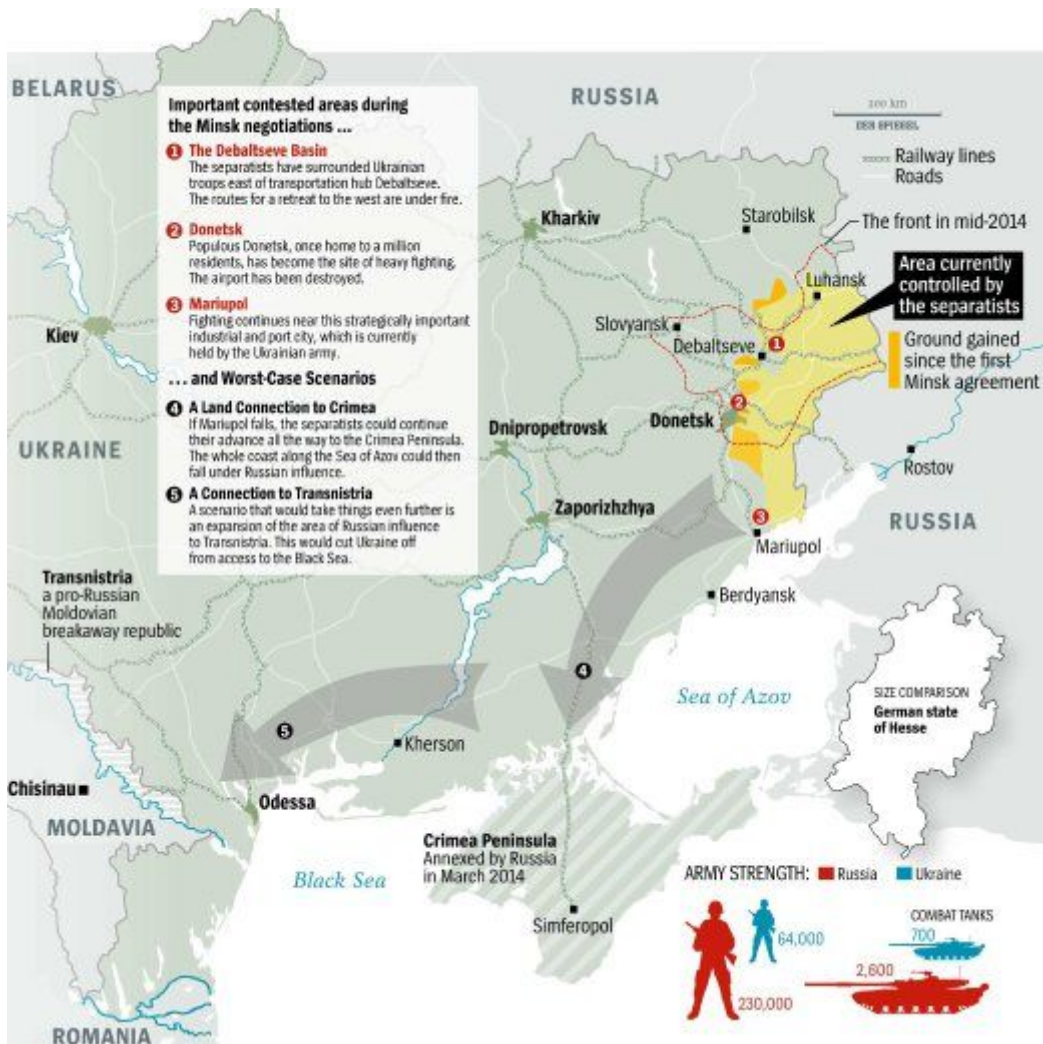 BELARUS
RUSSIA
Important contested areas during
the Minsk negotiations ...
1 The Debaltseve Basin
The separatists have surrounded Ukrainian
troops east of transportation hub Debaltseve.
The routes for a retreat to the west are under fire.
2 Donetsk
Populous Donetsk, once home to a million
residents, has become the site of heavy fighting.
The airport has been destroyed.
3 Mariupol
Fighting continues near this strategically important
industrial and port city, which is currently
held by the Ukrainian army.
... and Worst-Case Scenarios
4 A Land Connection to Crimea
If Mariupol falls, the separatists could continue
their advance all the way to the Crimea Peninsula.
The whole coast along the Sea of Azov could then
fall under Russian influence.
5 A Connection to Transnistria
A scenario that would take things even further is
an expansion of the area of Russian influence
to Transnistria. This would cut Ukraine off
from access to the Black Sea.
100 km
DER SPIEGEL
Railway lines
Roads
Kharkiv
Starobilsk
The front in mid-2014
Area currently
controlled by
the separatists
Luhansk
Kiev
Slovyansk
Debaltseve
1
Ground gained
since the first
Minsk agreement
2
Donetsk
UKRAINE
Dnipropetrovsk
Rostov
Zaporizhzhya
3
RUSSIA
Mariupol
Transnistria
a pro-Russian
Moldovian
breakaway republic
Berdyansk
4
Sea of Azov
SIZE COMPARISON
German state
of Hesse
5
Kherson
Chisinau
Odessa
MOLDAVIA
Crimea Peninsula
Annexed by Russia
in March 2014
Black Sea
Simferopol
ARMY STRENGTH: Russia Ukraine
COMBAT TANKS
64,000
700
2,600
230,000
ROMANIA